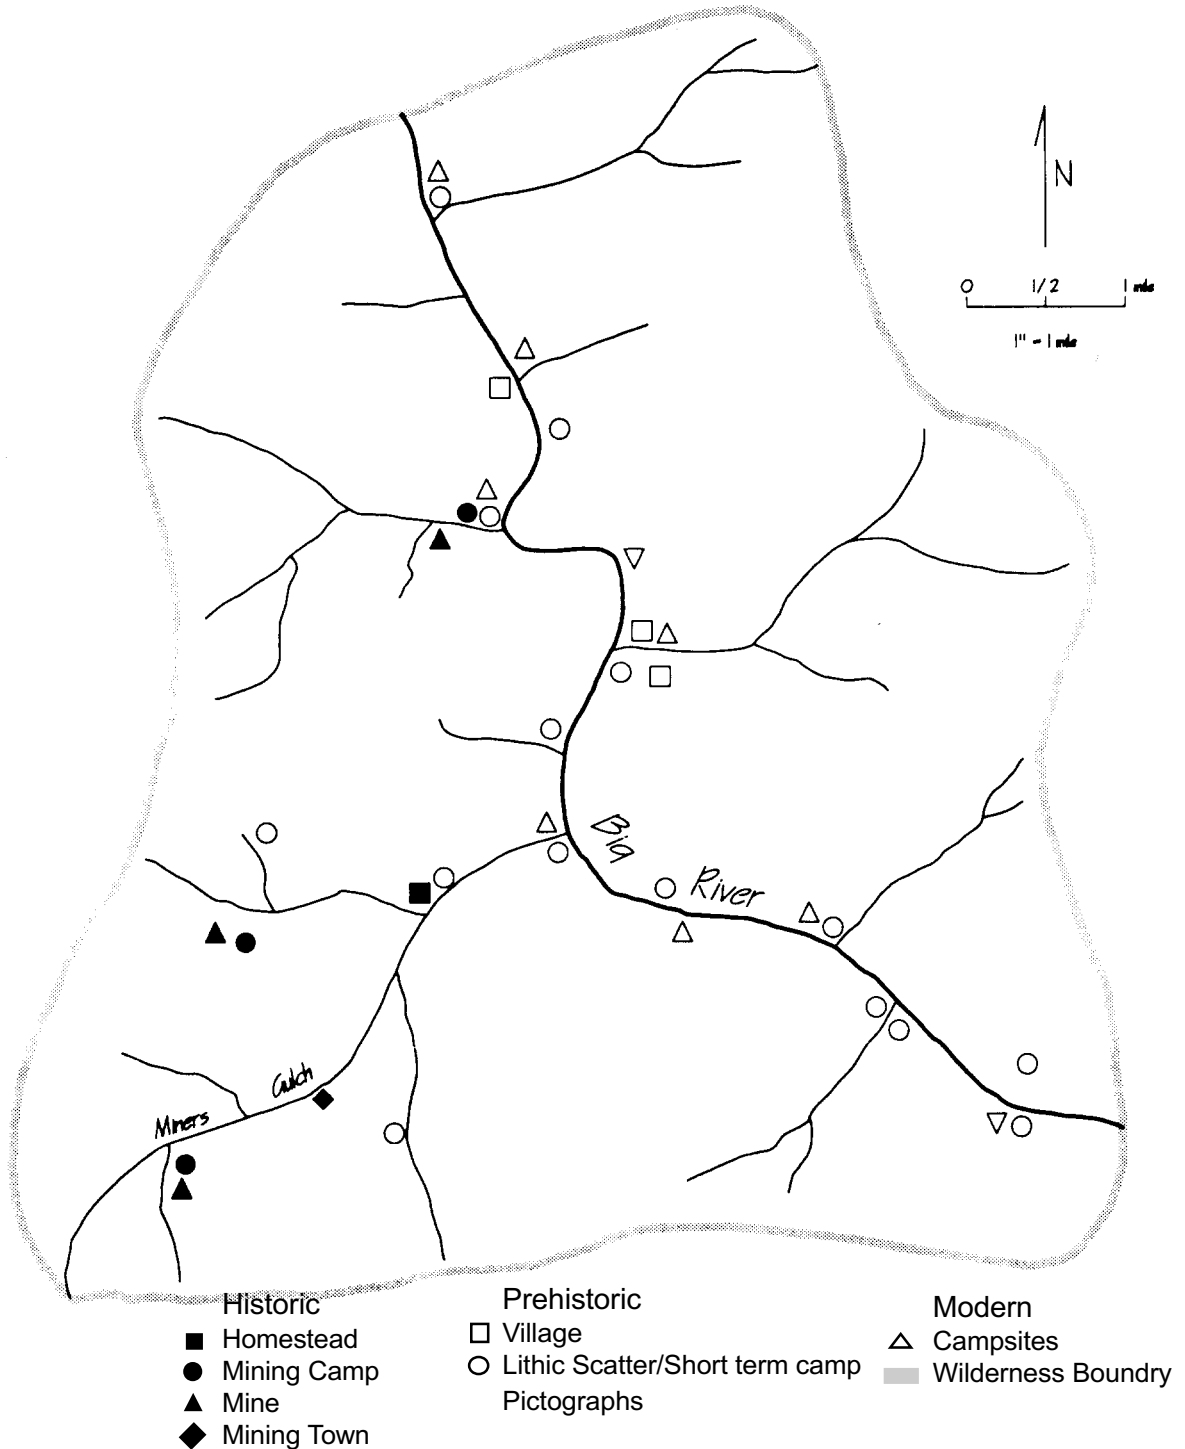 N
0 1/2 1 mile
1" = 1 mile
Big
River
Gulch
Miners
Historic
Homestead
Mining Camp
Mine
Mining Town
Prehistoric
Village
Lithic Scatter/Short term camp
Pictographs
Modern
Campsites
Wilderness Boundry